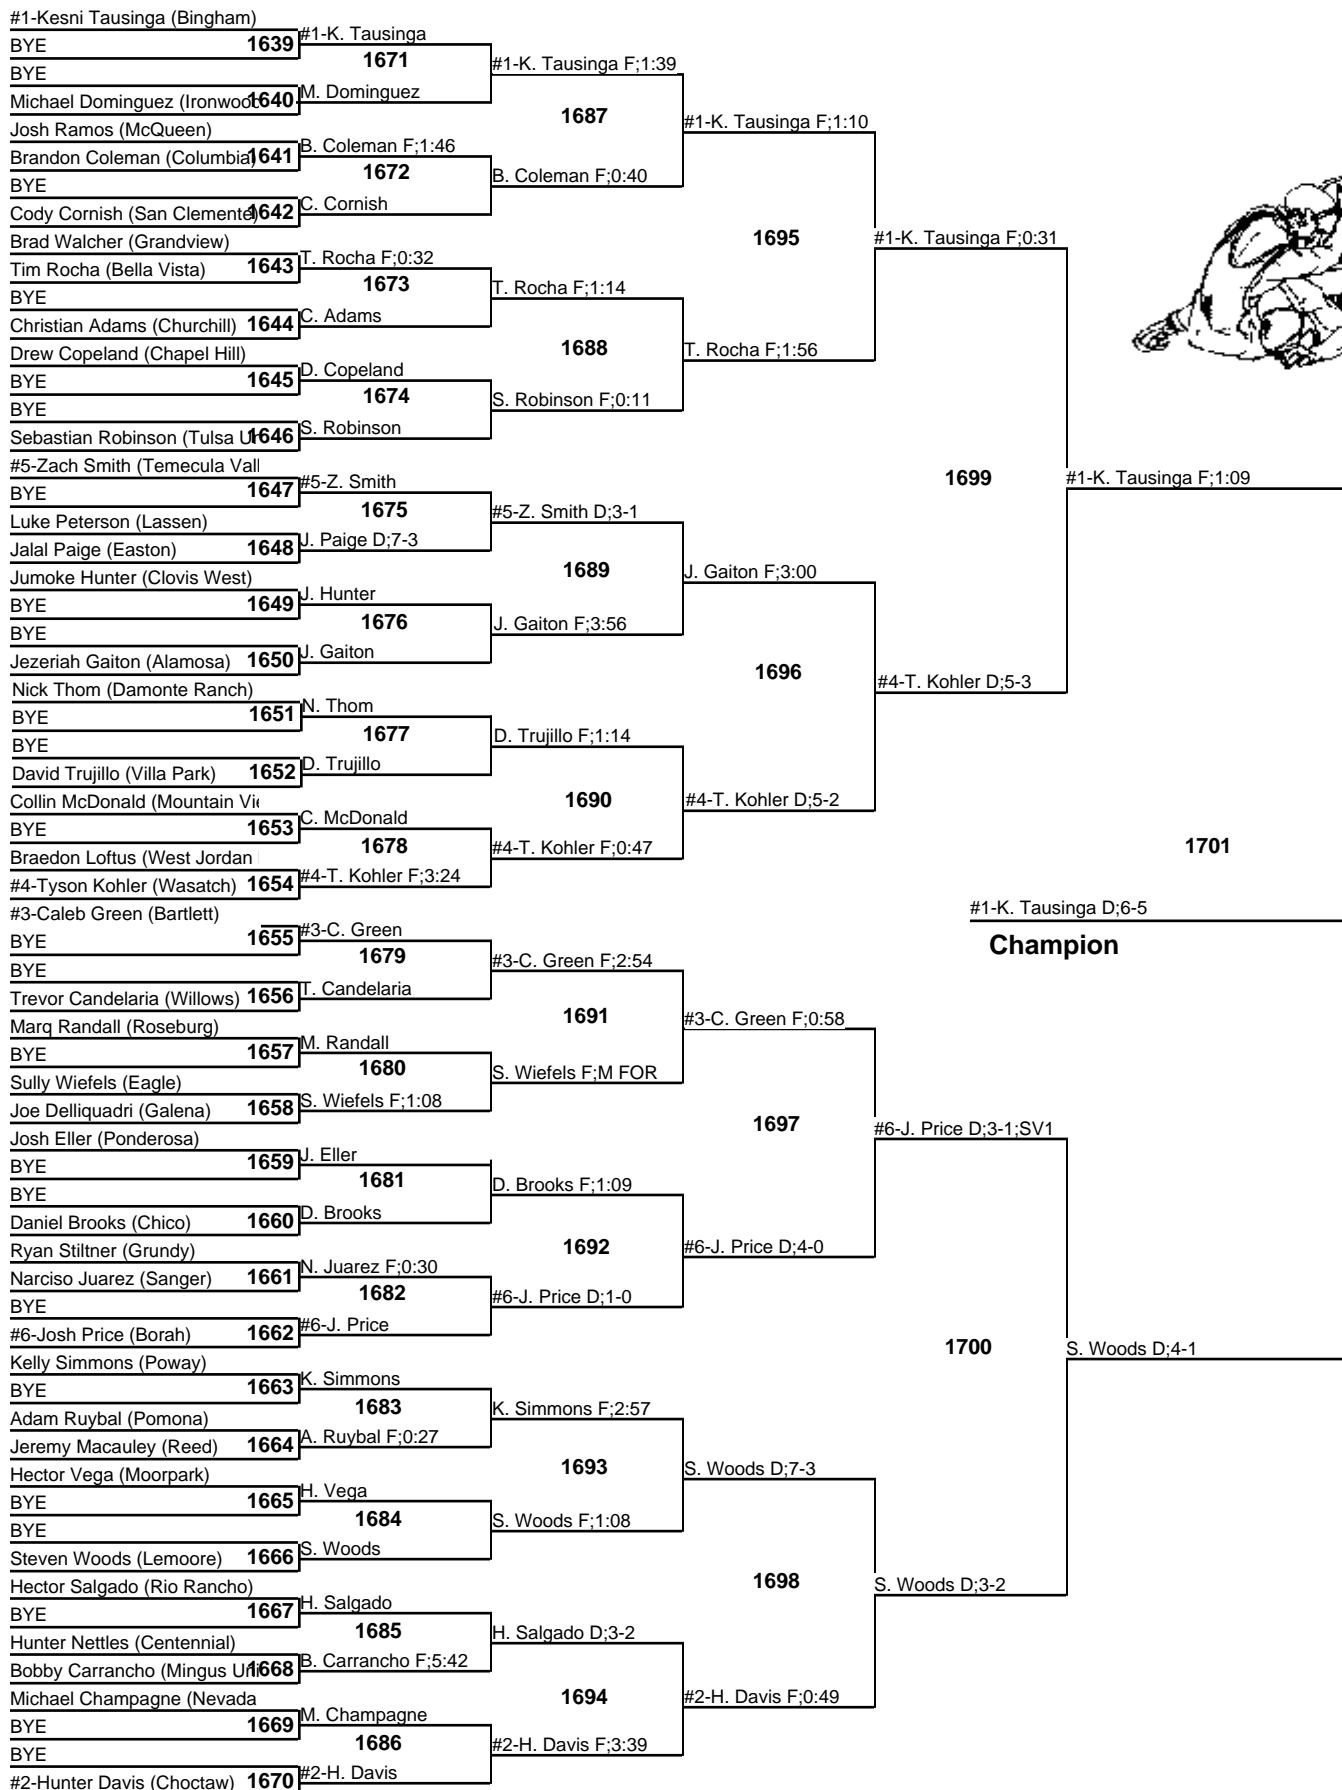 #1-Kesni Tausinga (Bingham)
BYE
1639
#1-K. Tausinga
BYE
1671
#1-K. Tausinga F;1:39
Michael Dominguez (Ironwood
1640
M. Dominguez
1687
#1-K. Tausinga F;1:10
Josh Ramos (McQueen)
Brandon Coleman (Columbia)
1641
B. Coleman F;1:46
BYE
1672
B. Coleman F;0:40
Cody Cornish (San Clemente)
1642
C. Cornish
1695
#1-K. Tausinga F;0:31
Brad Walcher (Grandview)
Tim Rocha (Bella Vista)
1643
T. Rocha F;0:32
BYE
1673
T. Rocha F;1:14
Christian Adams (Churchill)
1644
C. Adams
1688
T. Rocha F;1:56
Drew Copeland (Chapel Hill)
BYE
1645
D. Copeland
BYE
1674
S. Robinson F;0:11
Sebastian Robinson (Tulsa Un
1646
S. Robinson
1699
#1-K. Tausinga F;1:09
#5-Zach Smith (Temecula Val
BYE
1647
#5-Z. Smith
Luke Peterson (Lassen)
1675
#5-Z. Smith D;3-1
Jalal Paige (Easton)
1648
J. Paige D;7-3
1689
J. Gaiton F;3:00
Jumoke Hunter (Clovis West)
BYE
1649
J. Hunter
BYE
1676
J. Gaiton F;3:56
Jezeriah Gaiton (Alamosa)
1650
J. Gaiton
1696
#4-T. Kohler D;5-3
Nick Thom (Damonte Ranch)
BYE
1651
N. Thom
BYE
1677
D. Trujillo F;1:14
David Trujillo (Villa Park)
1652
D. Trujillo
1690
#4-T. Kohler D;5-2
Collin McDonald (Mountain Vie
BYE
1653
C. McDonald
Braedon Loftus (West Jordan
1678
#4-T. Kohler F;0:47
#4-Tyson Kohler (Wasatch)
1654
#4-T. Kohler F;3:24
1701
#1-K. Tausinga D;6-5
Champion
#3-Caleb Green (Bartlett)
BYE
1655
#3-C. Green
BYE
1679
#3-C. Green F;2:54
Trevor Candelaria (Willows)
1656
T. Candelaria
1691
#3-C. Green F;0:58
Marq Randall (Roseburg)
BYE
1657
M. Randall
Sully Wiefels (Eagle)
1680
S. Wiefels F;M FOR
Joe Delliquadri (Galena)
1658
S. Wiefels F;1:08
1697
#6-J. Price D;3-1;SV1
Josh Eller (Ponderosa)
BYE
1659
J. Eller
BYE
1681
D. Brooks F;1:09
Daniel Brooks (Chico)
1660
D. Brooks
1692
#6-J. Price D;4-0
Ryan Stiltner (Grundy)
Narciso Juarez (Sanger)
1661
N. Juarez F;0:30
BYE
1682
#6-J. Price D;1-0
#6-Josh Price (Borah)
1662
#6-J. Price
1700
S. Woods D;4-1
Kelly Simmons (Poway)
BYE
1663
K. Simmons
Adam Ruybal (Pomona)
1683
K. Simmons F;2:57
Jeremy Macauley (Reed)
1664
A. Ruybal F;0:27
1693
S. Woods D;7-3
Hector Vega (Moorpark)
BYE
1665
H. Vega
BYE
1684
S. Woods F;1:08
Steven Woods (Lemoore)
1666
S. Woods
1698
S. Woods D;3-2
Hector Salgado (Rio Rancho)
BYE
1667
H. Salgado
Hunter Nettles (Centennial)
1685
H. Salgado D;3-2
Bobby Carrancho (Mingus Uni
1668
B. Carrancho F;5:42
1694
#2-H. Davis F;0:49
Michael Champagne (Nevada
BYE
1669
M. Champagne
BYE
1686
#2-H. Davis F;3:39
#2-Hunter Davis (Choctaw)
1670
#2-H. Davis